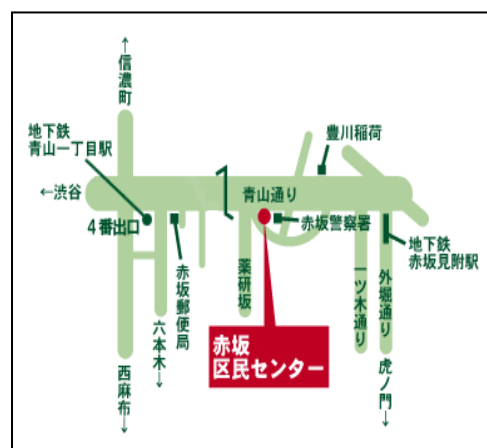 ↑信濃町
地下鉄
青山一丁目駅
←渋谷
4番出口
青山通り
豊川稲荷
赤坂警察署
地下鉄
赤坂見附駅
赤坂郵便局
薬研坂
一ツ木通り
外堀通り
六本木↓
西麻布↓
虎ノ門↓
赤坂
区民センター